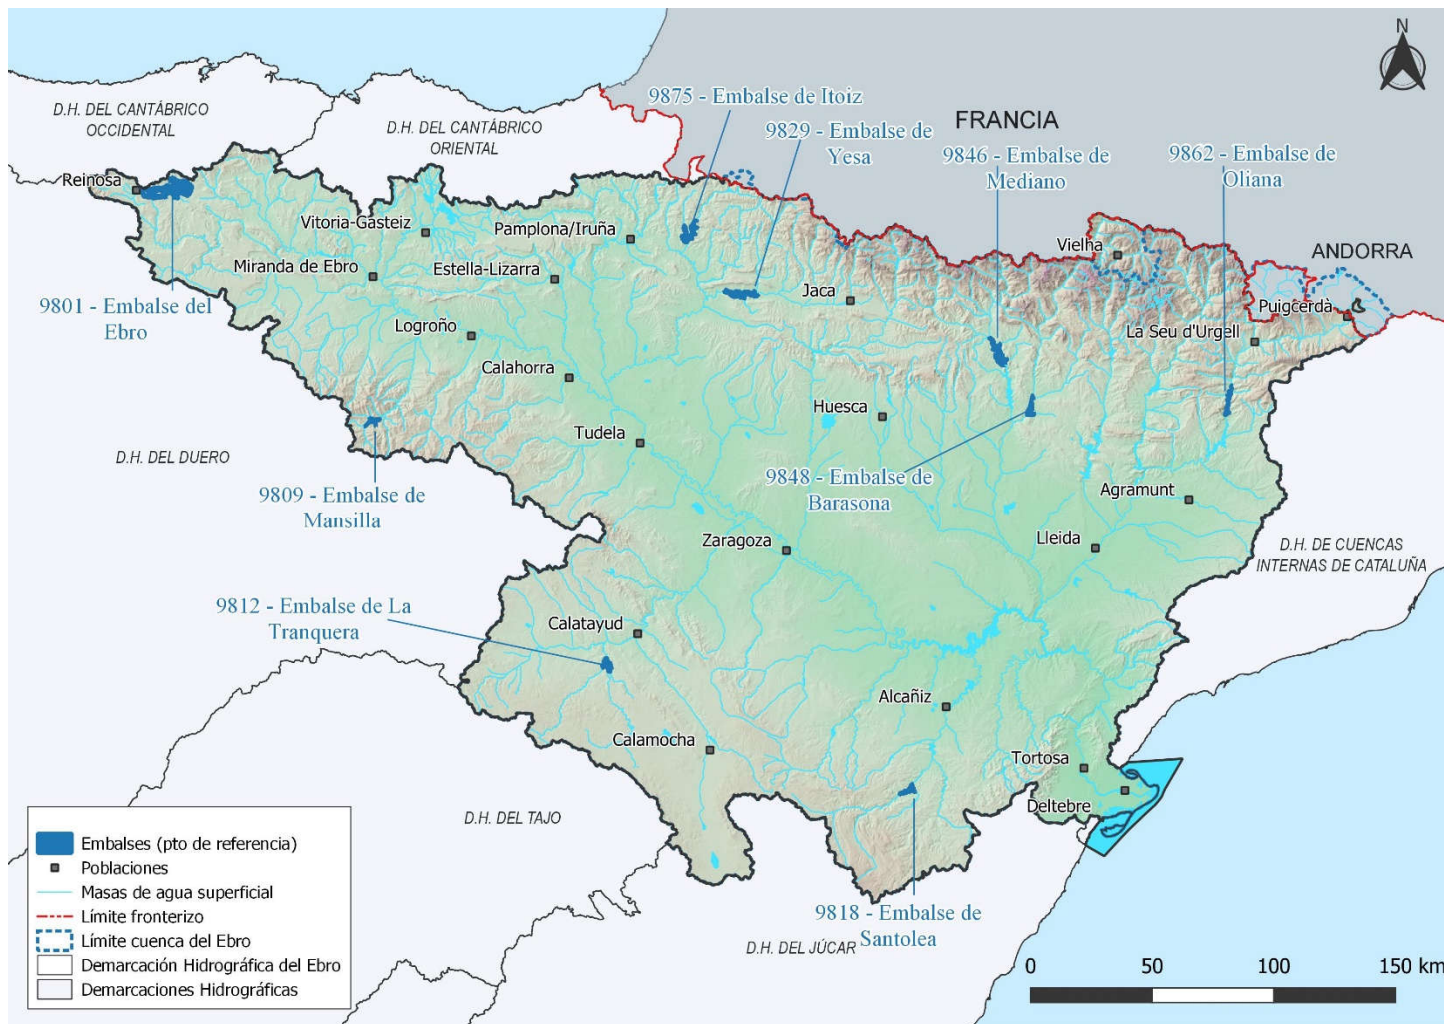 N
9875 - Embalse de Itoiz
D.H. DEL CANTÁBRICO
OCCIDENTAL
D.H. DEL CANTÁBRICO
ORIENTAL
FRANCIA
9829 - Embalse de
Yesa
9846 - Embalse de
Mediano
9862 - Embalse de
Oliana
Reinosa
Vitoria-Gasteiz
Pamplona/Iruña
Vielha
ANDORRA
Miranda de Ebro
Estella-Lizarra
Jaca
Puigcerdà
9801 - Embalse del
Ebro
Logroño
La Seu d'Urgell
Calahorra
Huesca
Tudela
D.H. DEL DUERO
9848 - Embalse de
Barasona
9809 - Embalse de
Mansilla
Agramunt
Zaragoza
Lleida
D.H. DE CUENCAS
INTERNAS DE CATALUÑA
9812 - Embalse de La
Tranquera
Calatayud
Alcañiz
Calamocha
Tortosa
Deltebre
D.H. DEL TAJO
9818 - Embalse de
Santolea
D.H. DEL JÚCAR
Embalses (pto de referencia)
Poblaciones
Masas de agua superficial
Límite fronterizo
Límite cuenca del Ebro
Demarcación Hidrográfica del Ebro
Demarcaciones Hidrográficas
0 50 100 150 km